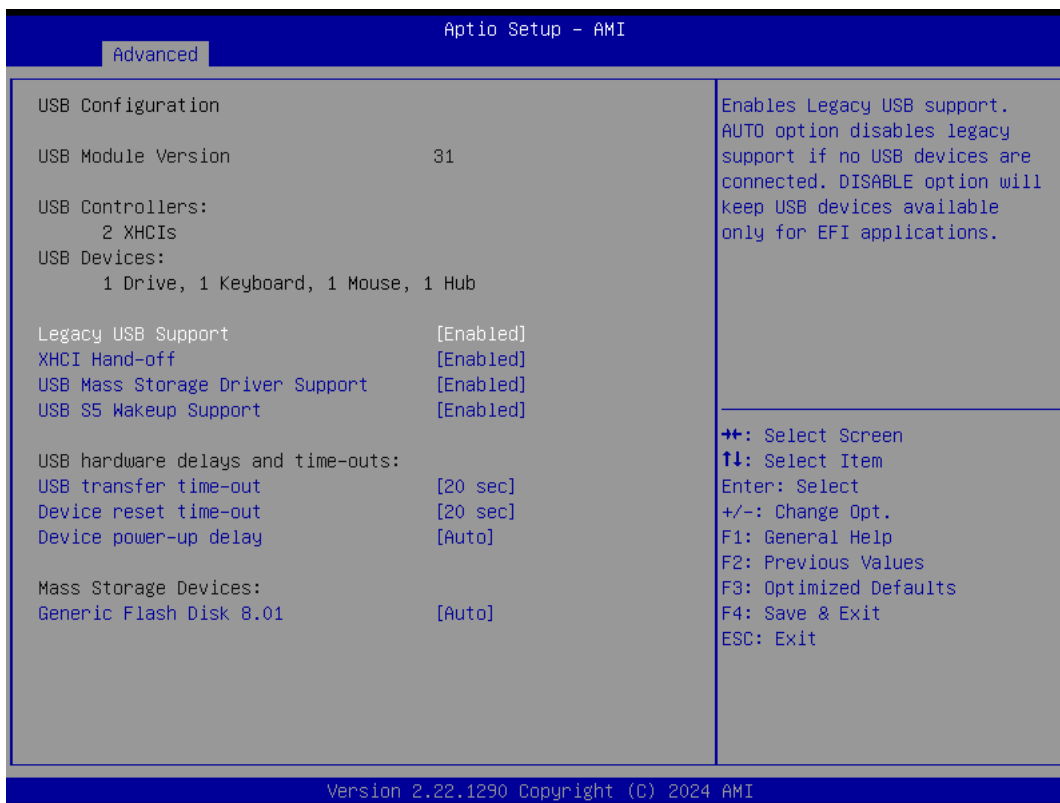 Aptio Setup – AMI
Advanced
USB Configuration
USB Module Version 31
USB Controllers:
2 XHCIs
USB Devices:
1 Drive, 1 Keyboard, 1 Mouse, 1 Hub
Legacy USB Support [Enabled]
XHCI Hand-off [Enabled]
USB Mass Storage Driver Support [Enabled]
USB S5 Wakeup Support [Enabled]
USB hardware delays and time-outs:
USB transfer time-out [20 sec]
Device reset time-out [20 sec]
Device power-up delay [Auto]
Mass Storage Devices:
Generic Flash Disk 8.01 [Auto]
Enables Legacy USB support.
AUTO option disables legacy
support if no USB devices are
connected. DISABLE option will
keep USB devices available
only for EFI applications.
→←: Select Screen
↑↓: Select Item
Enter: Select
+/-: Change Opt.
F1: General Help
F2: Previous Values
F3: Optimized Defaults
F4: Save & Exit
ESC: Exit
Version 2.22.1290 Copyright (C) 2024 AMI